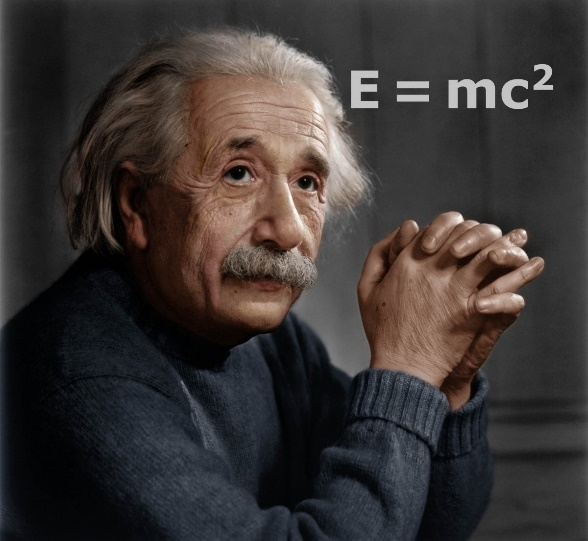 E = mc²